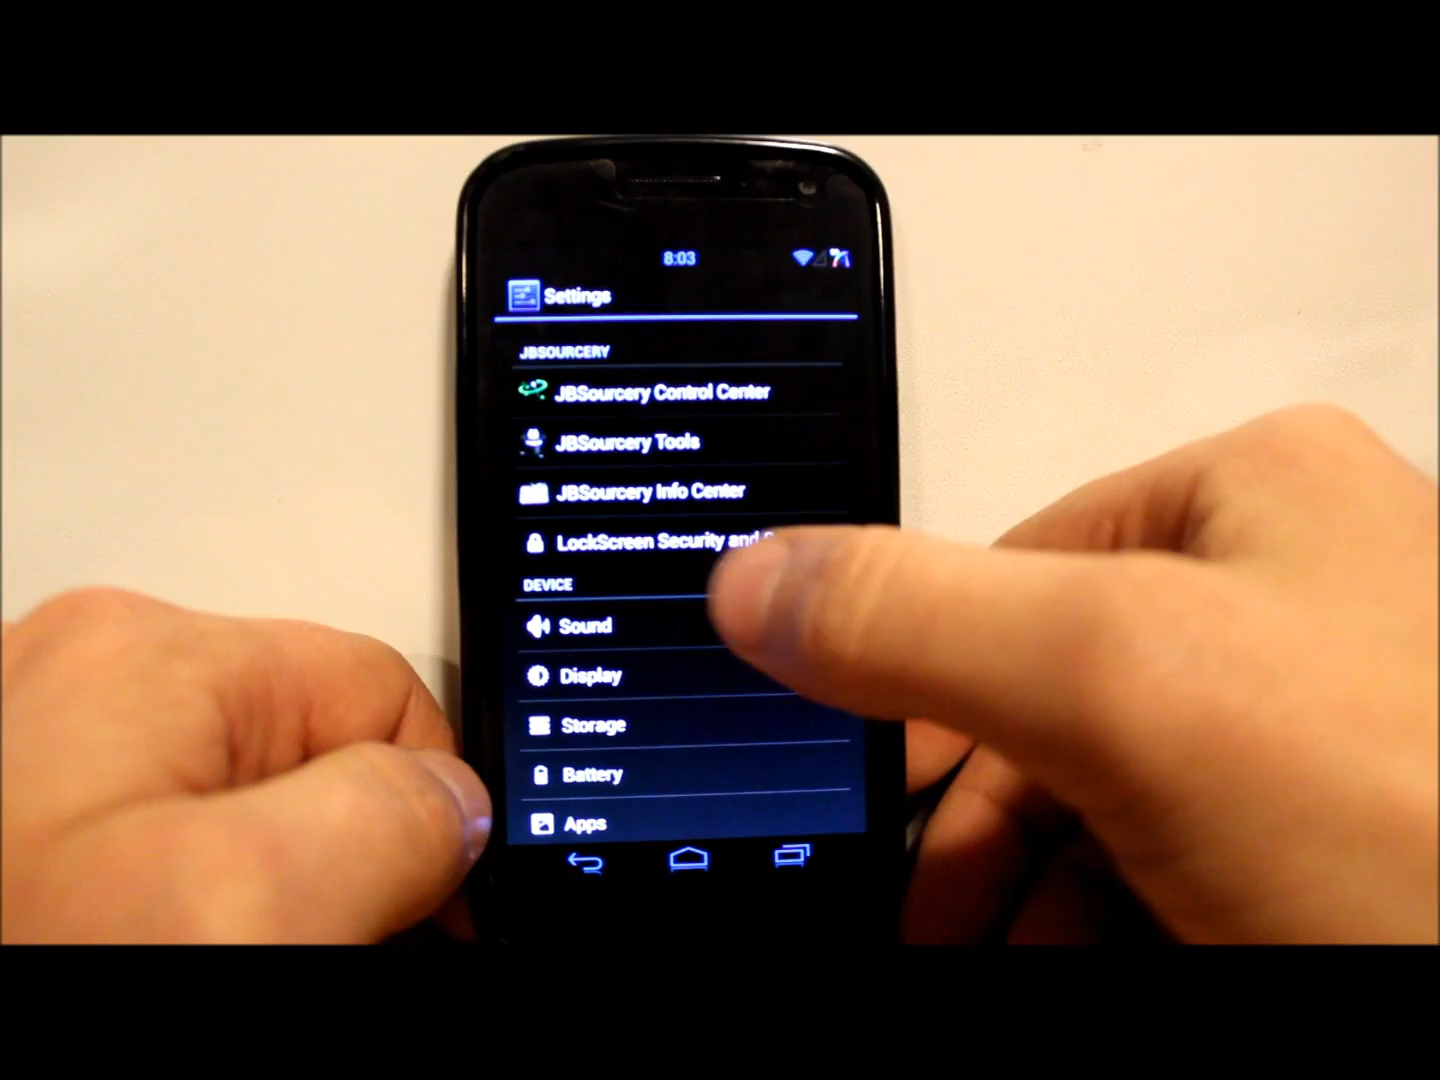 8:03
Settings
JBSOURCERY
JBSourcery Control Center
JBSourcery Tools
JBSourcery Info Center
LockScreen Security and
DEVICE
Sound
Display
Storage
Battery
Apps